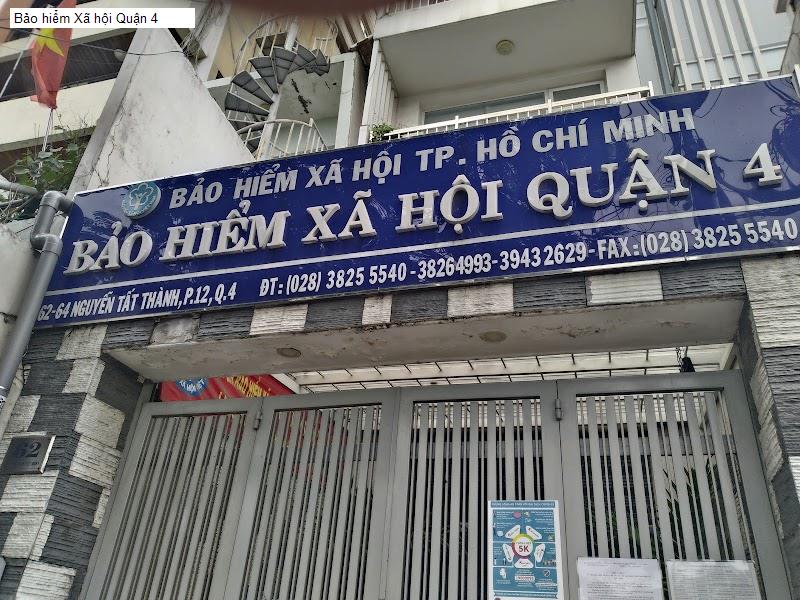 Bảo hiểm Xã hội Quận 4
BẢO HIỂM XÃ HỘI TP. HỒ CHÍ MINH
BẢO HIỂM XÃ HỘI QUẬN 4
62-64 NGUYỄN TẤT THÀNH, P.12, Q.4 ĐT: (028) 3825 5540 - 38264993 - 3943 2629 - FAX: (028) 3825 5540
62
5K